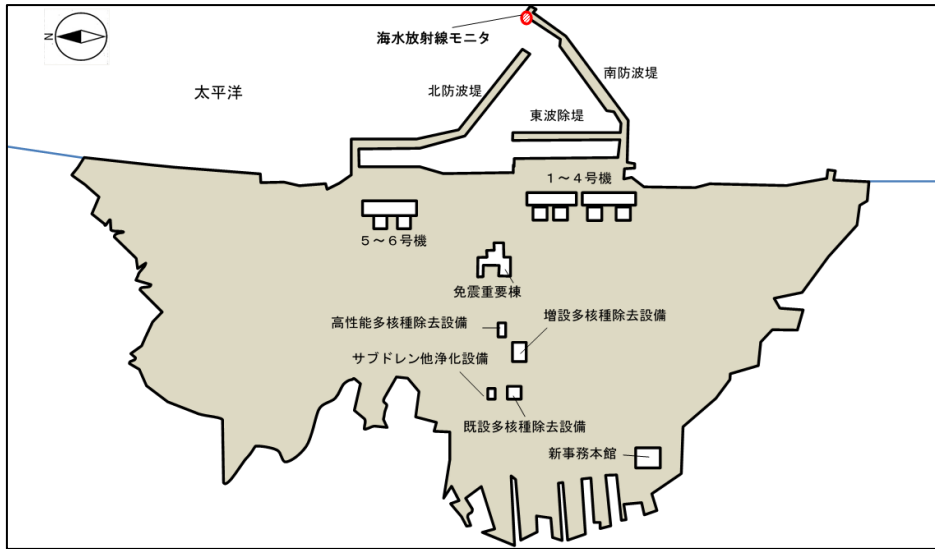 N
海水放射線モニタ
南防波堤
北防波堤
太平洋
東波除堤
1～4号機
5～6号機
免震重要棟
増設多核種除去設備
高性能多核種除去設備
サブドレン他浄化設備
既設多核種除去設備
新事務本館